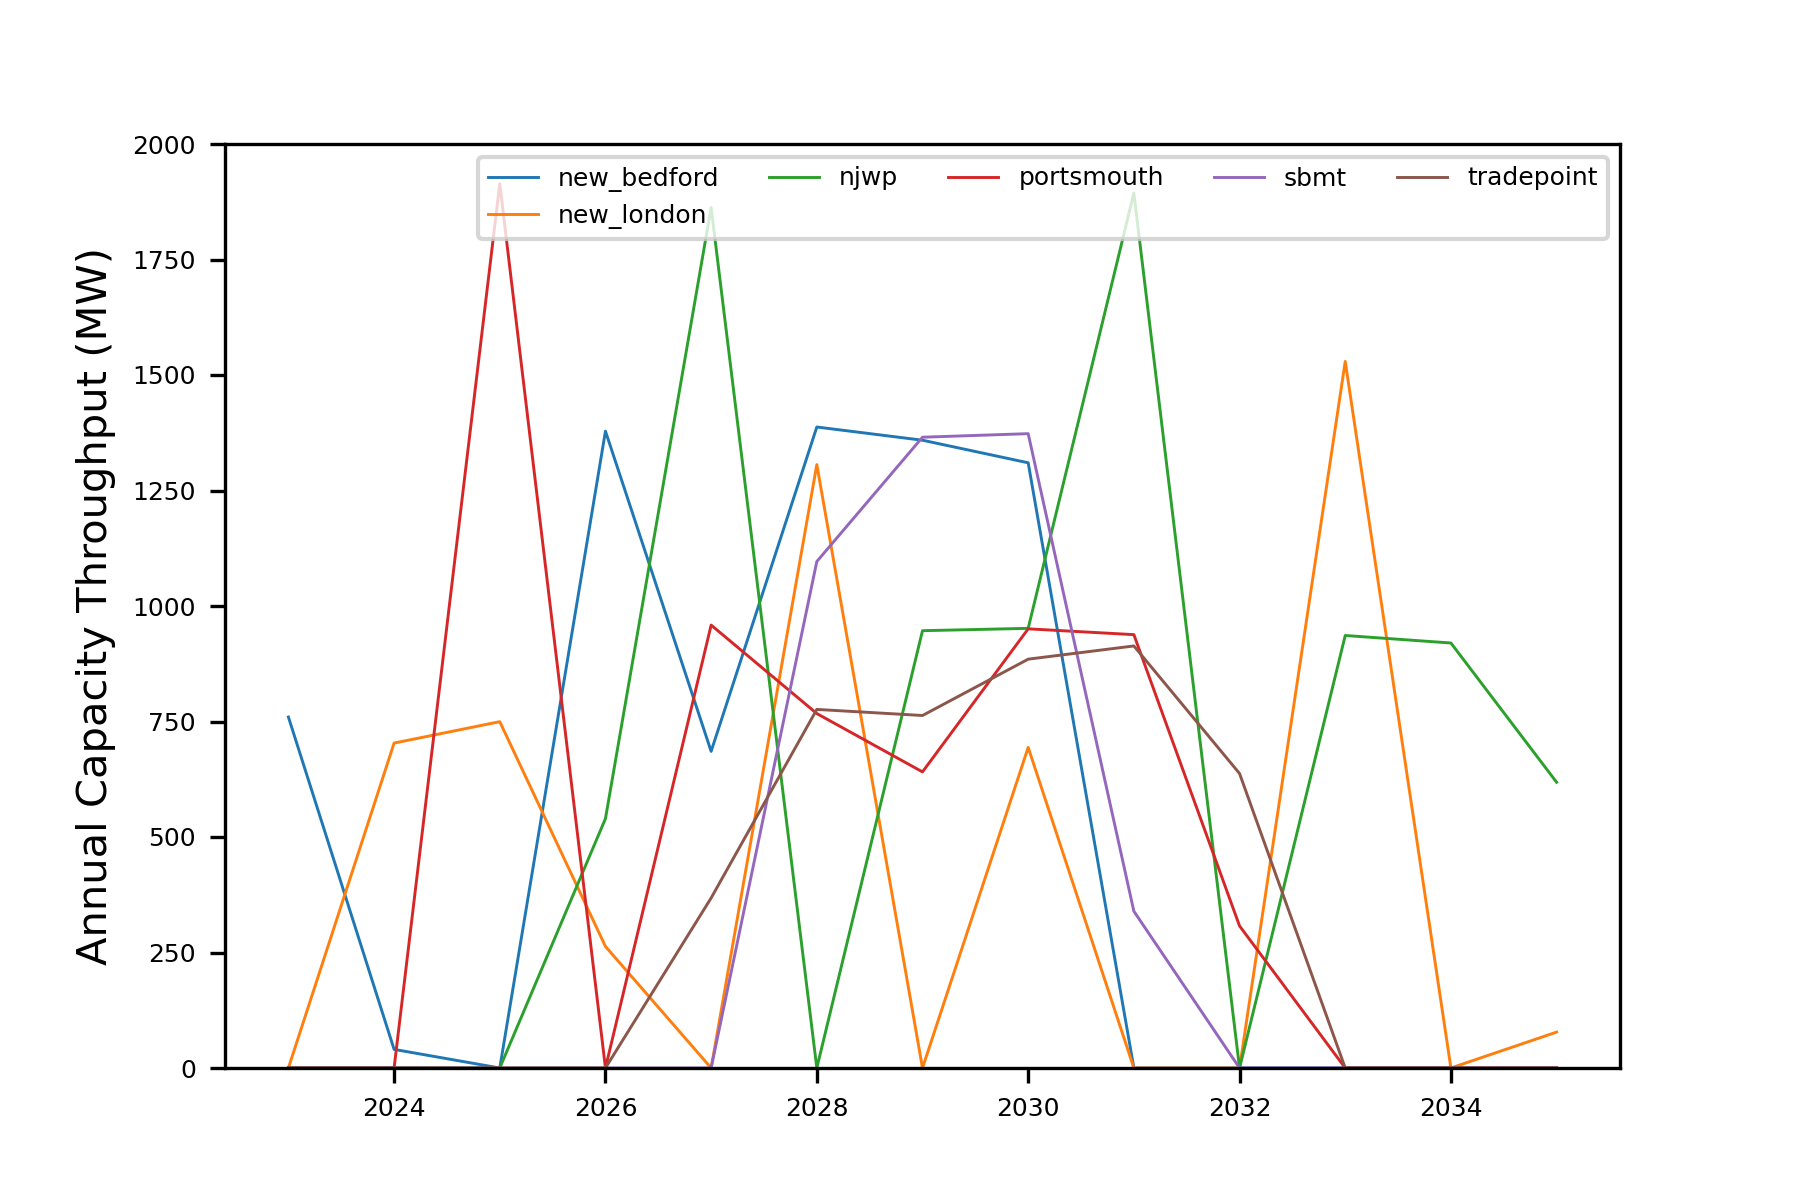 Annual Capacity Throughput (MW)
2000
1750
1500
1250
1000
750
500
250
0
new_bedford njwp portsmouth sbmt tradepoint
new_london
2024 2026 2028 2030 2032 2034